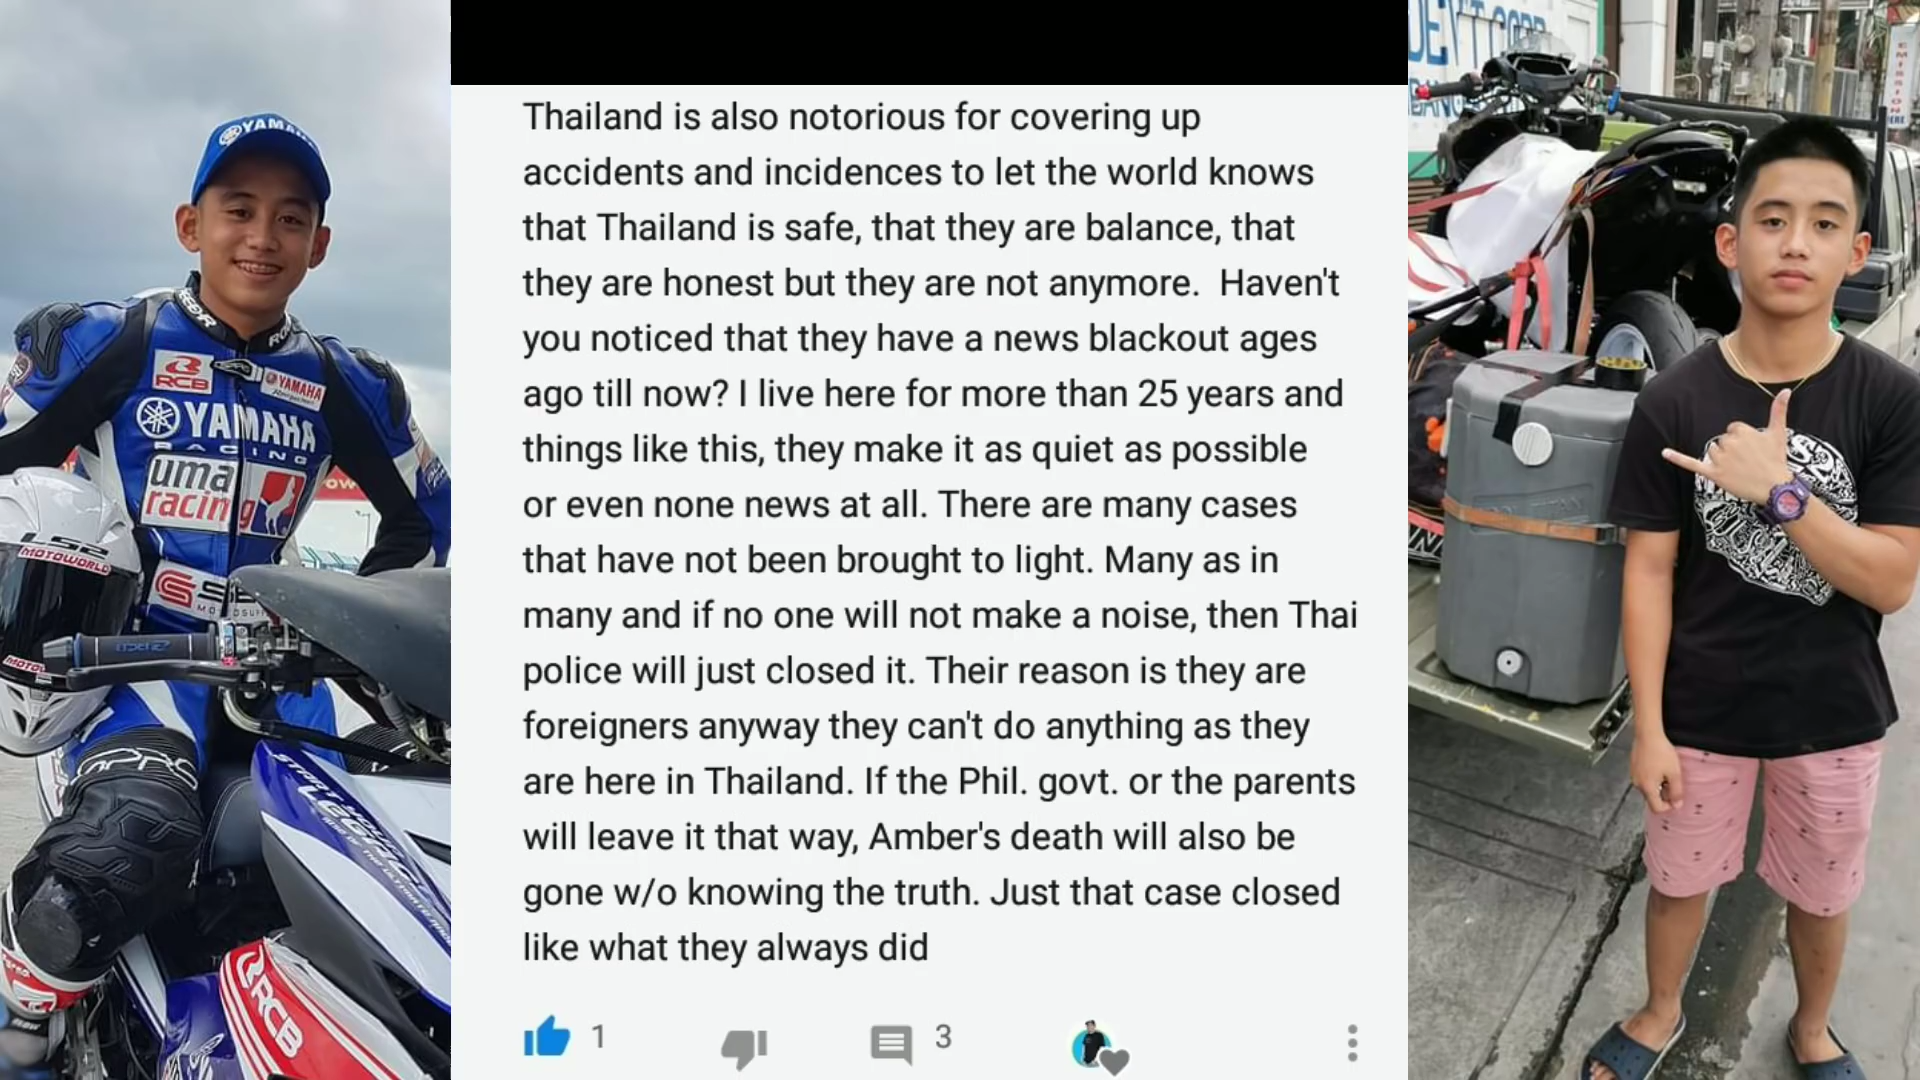 YAMAHA
REEDR
RCB
YAMAHA
YAMAHA
RACING
uma
racing
LS2
MOTOWORLD
RCB
Thailand is also notorious for covering up
accidents and incidences to let the world knows
that Thailand is safe, that they are balance, that
they are honest but they are not anymore.  Haven't
you noticed that they have a news blackout ages
ago till now? I live here for more than 25 years and
things like this, they make it as quiet as possible
or even none news at all. There are many cases
that have not been brought to light. Many as in
many and if no one will not make a noise, then Thai
police will just closed it. Their reason is they are
foreigners anyway they can't do anything as they
are here in Thailand. If the Phil. govt. or the parents
will leave it that way, Amber's death will also be
gone w/o knowing the truth. Just that case closed
like what they always did
1
3
DEV'T CORP
EMISSION
HERE